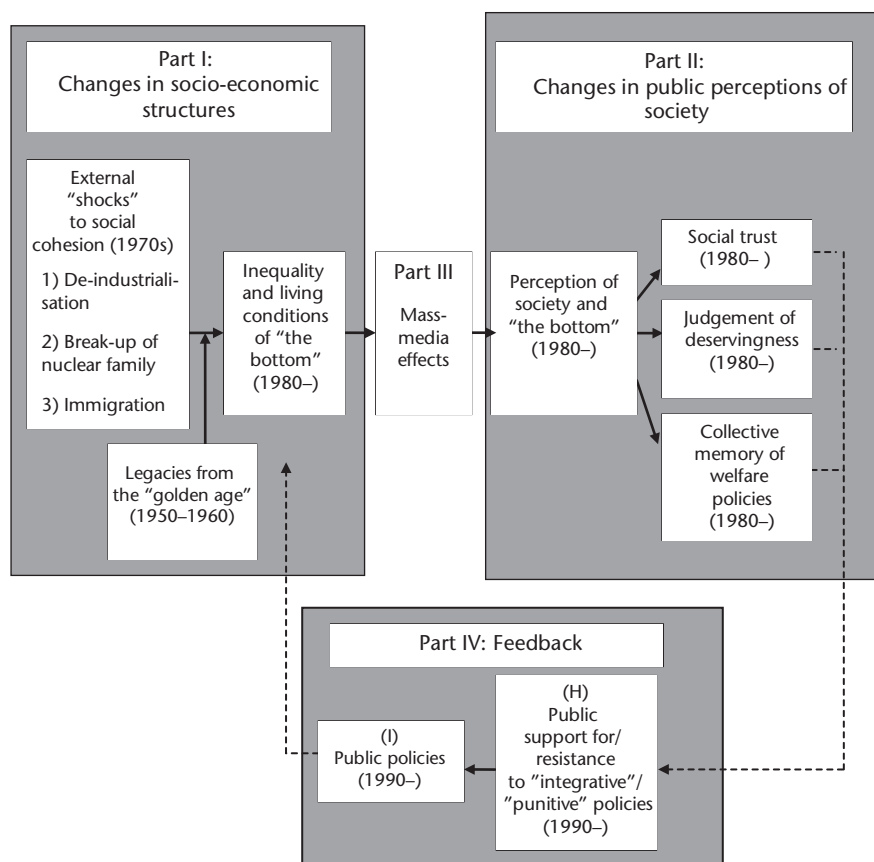 Part I:
Changes in socio-economic
structures
External
"shocks"
to social
cohesion (1970s)
1) De-industriali-
sation
2) Break-up of
nuclear family
3) Immigration
Legacies from
the "golden age"
(1950–1960)
Inequality
and living
conditions
of "the
bottom"
(1980–)
Part III
Mass-
media
effects
Part II:
Changes in public perceptions of
society
Perception of
society and
"the bottom"
(1980–)
Social trust
(1980– )
Judgement of
deservingness
(1980–)
Collective
memory of
welfare
policies
(1980–)
Part IV: Feedback
(I)
Public policies
(1990–)
(H)
Public
support for/
resistance
to "integrative"/
"punitive" policies
(1990–)